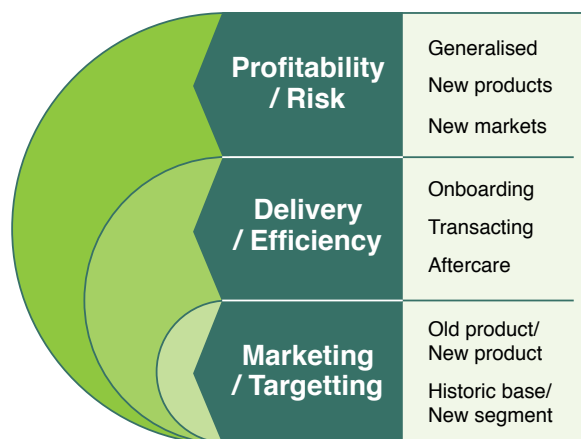 Profitability
/ Risk
Generalised
New products
New markets
Delivery
/ Efficiency
Onboarding
Transacting
Aftercare
Marketing
/ Targetting
Old product/
New product
Historic base/
New segment